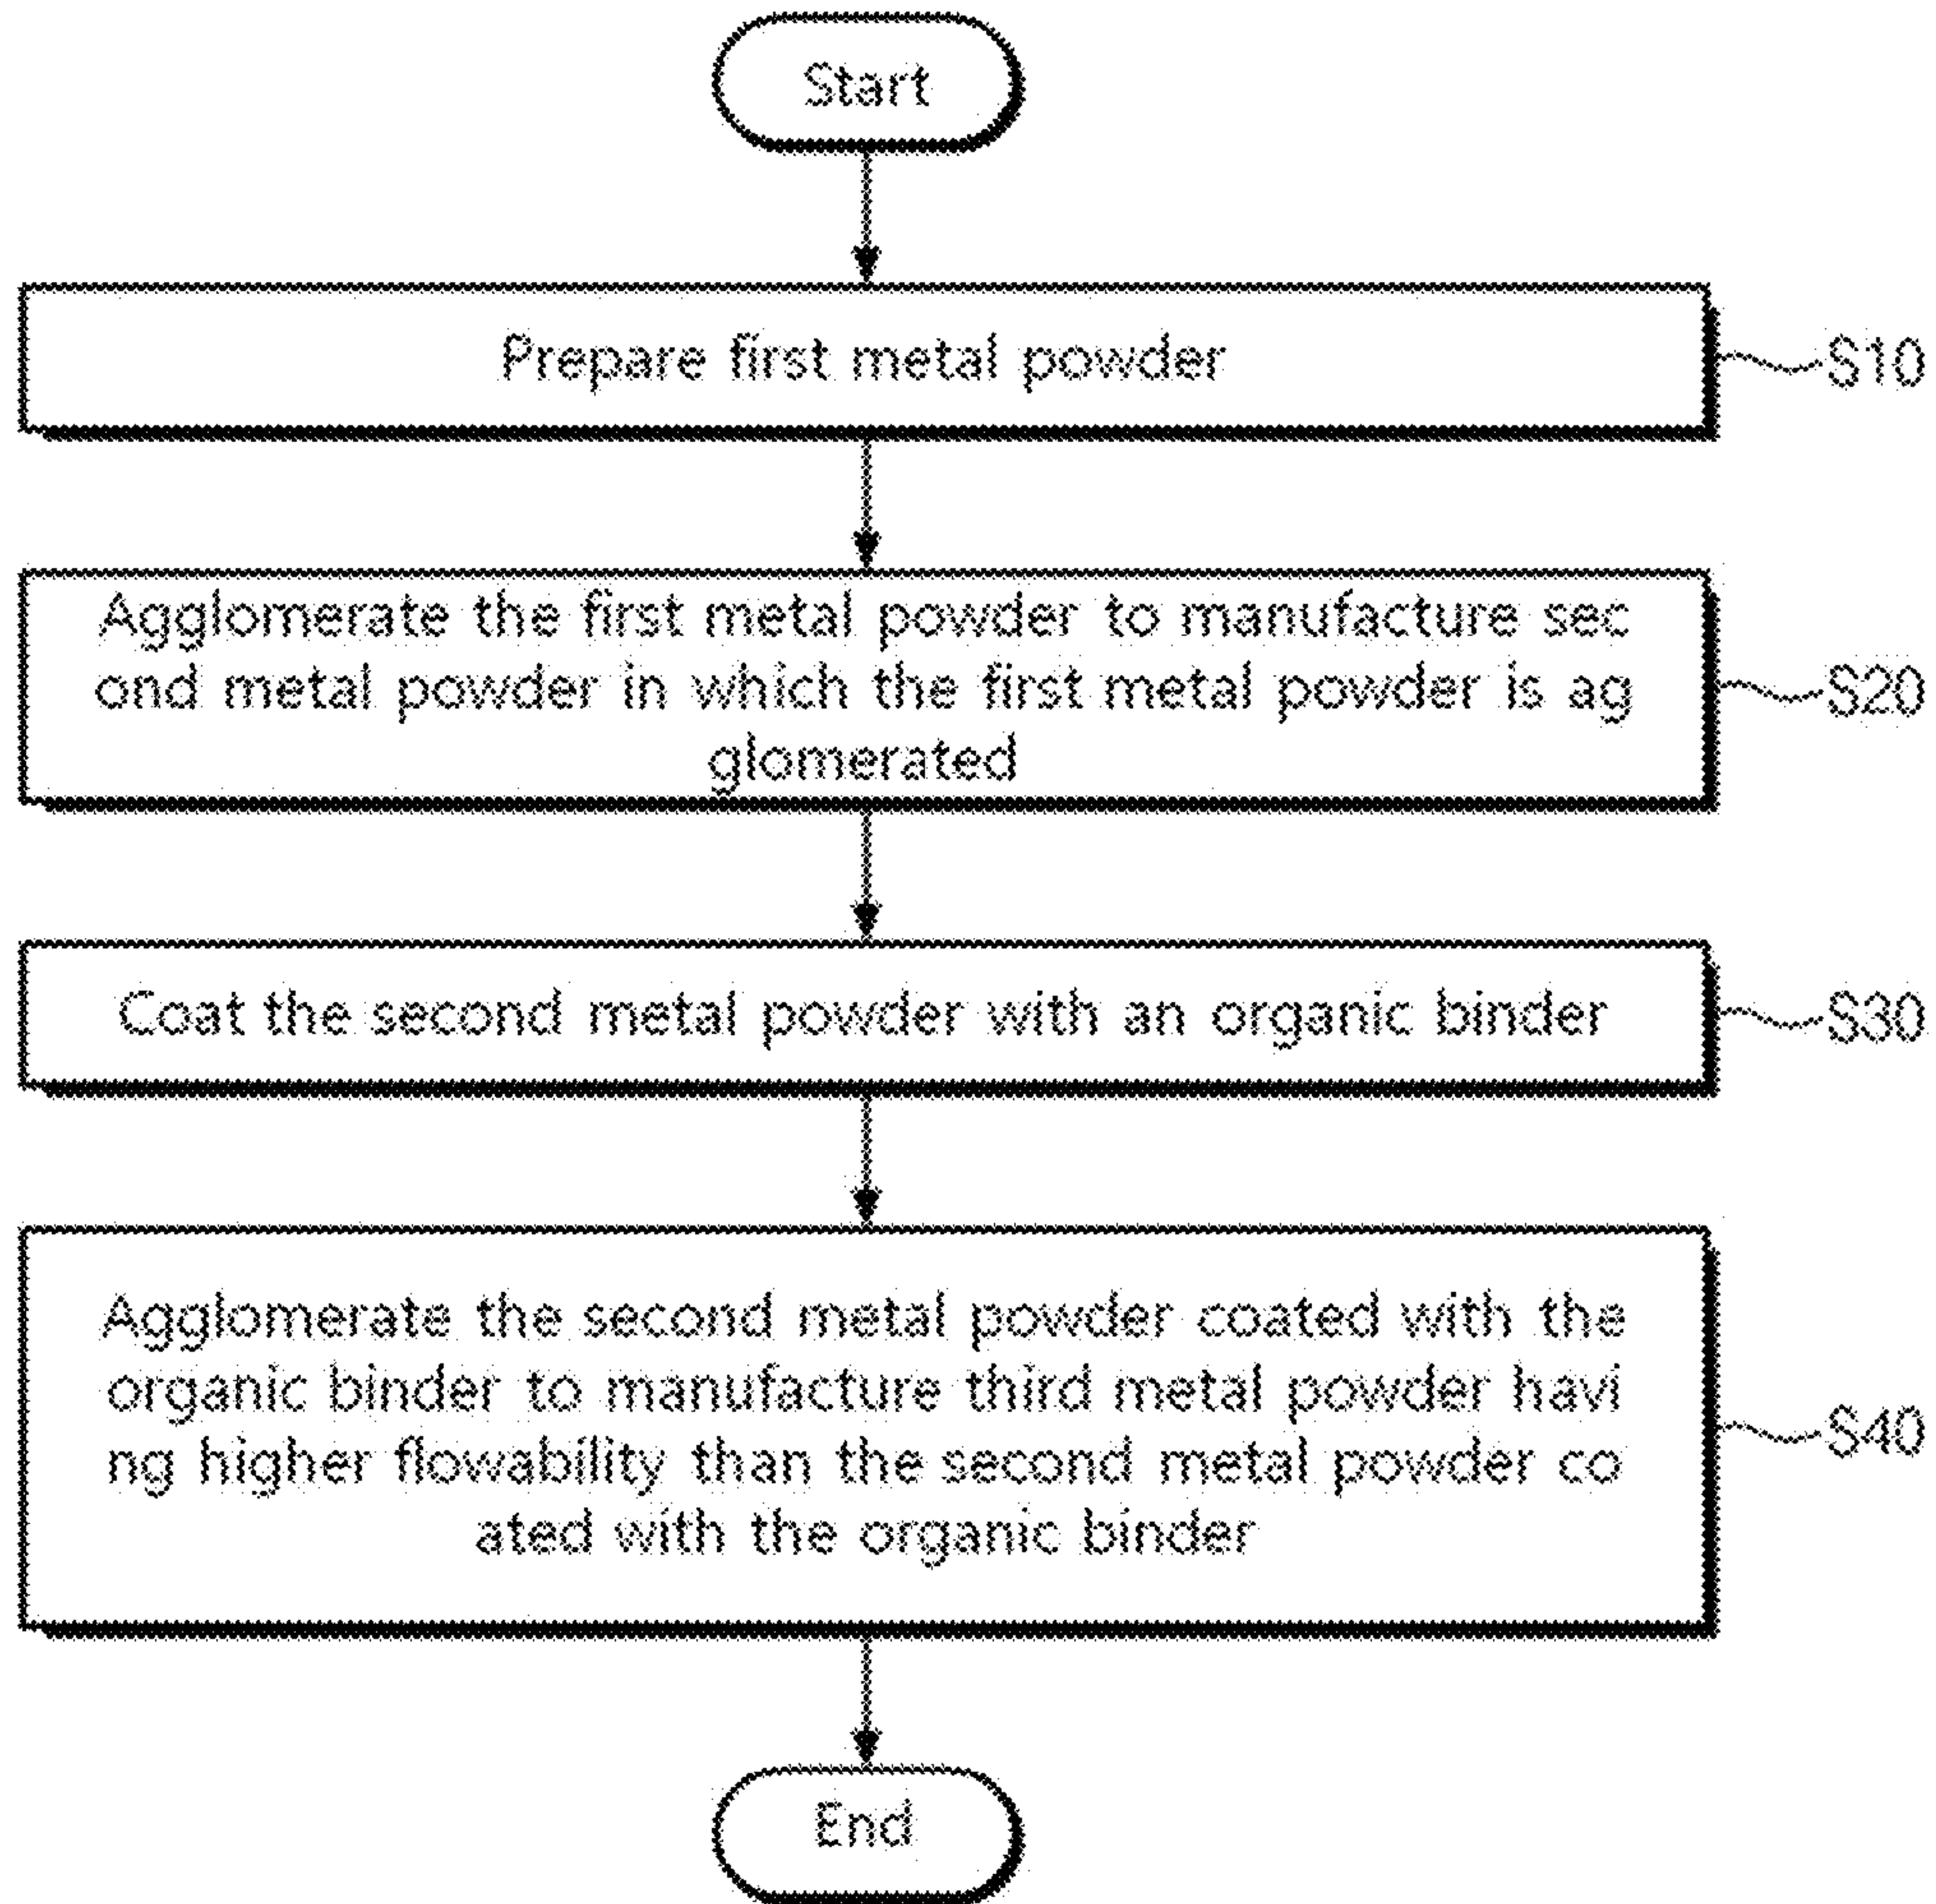 Start
Prepare first metal powder
S10
Agglomerate the first metal powder to manufacture sec
ond metal powder in which the first metal powder is ag
glomerated
S20
Coat the second metal powder with an organic binder
S30
Agglomerate the second metal powder coated with the
organic binder to manufacture third metal powder havi
ng higher flowability than the second metal powder co
ated with the organic binder
S40
End